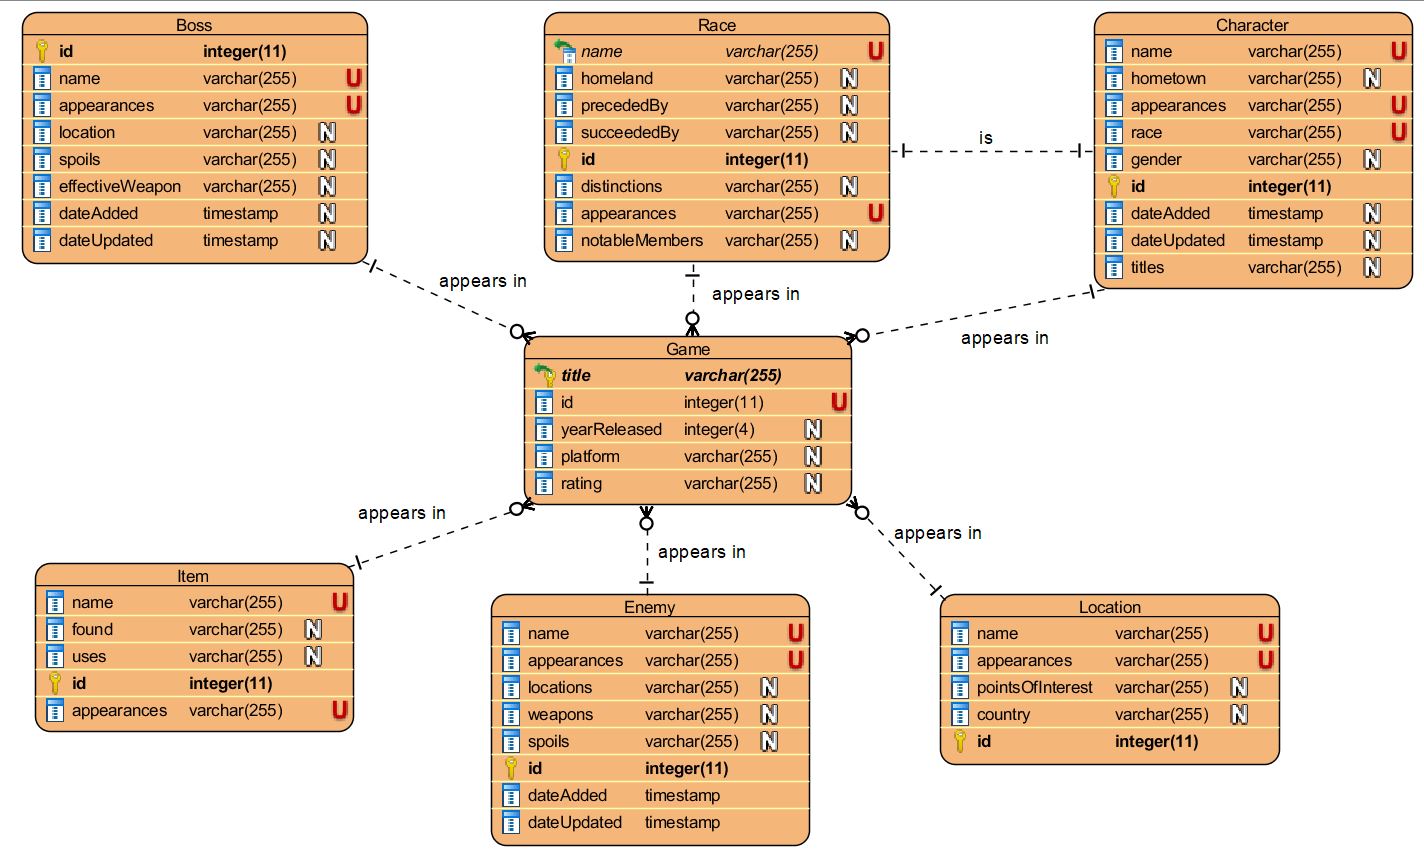 Boss
id integer(11)
name varchar(255) U
appearances varchar(255) U
location varchar(255) N
spoils varchar(255) N
effectiveWeapon varchar(255) N
dateAdded timestamp N
dateUpdated timestamp N
Race
name varchar(255) U
homeland varchar(255) N
precededBy varchar(255) N
succeededBy varchar(255) N
id integer(11)
distinctions varchar(255) N
appearances varchar(255) U
notableMembers varchar(255) N
is
Character
name varchar(255) U
hometown varchar(255) N
appearances varchar(255) U
race varchar(255) U
gender varchar(255) N
id integer(11)
dateAdded timestamp N
dateUpdated timestamp N
titles varchar(255) N
appears in
appears in
appears in
Game
title varchar(255)
id integer(11) U
yearReleased integer(4) N
platform varchar(255) N
rating varchar(255) N
appears in
appears in
appears in
Item
name varchar(255) U
found varchar(255) N
uses varchar(255) N
id integer(11)
appearances varchar(255) U
Enemy
name varchar(255) U
appearances varchar(255) U
locations varchar(255) N
weapons varchar(255) N
spoils varchar(255) N
id integer(11)
dateAdded timestamp
dateUpdated timestamp
Location
name varchar(255) U
appearances varchar(255) U
pointsOfInterest varchar(255) N
country varchar(255) N
id integer(11)